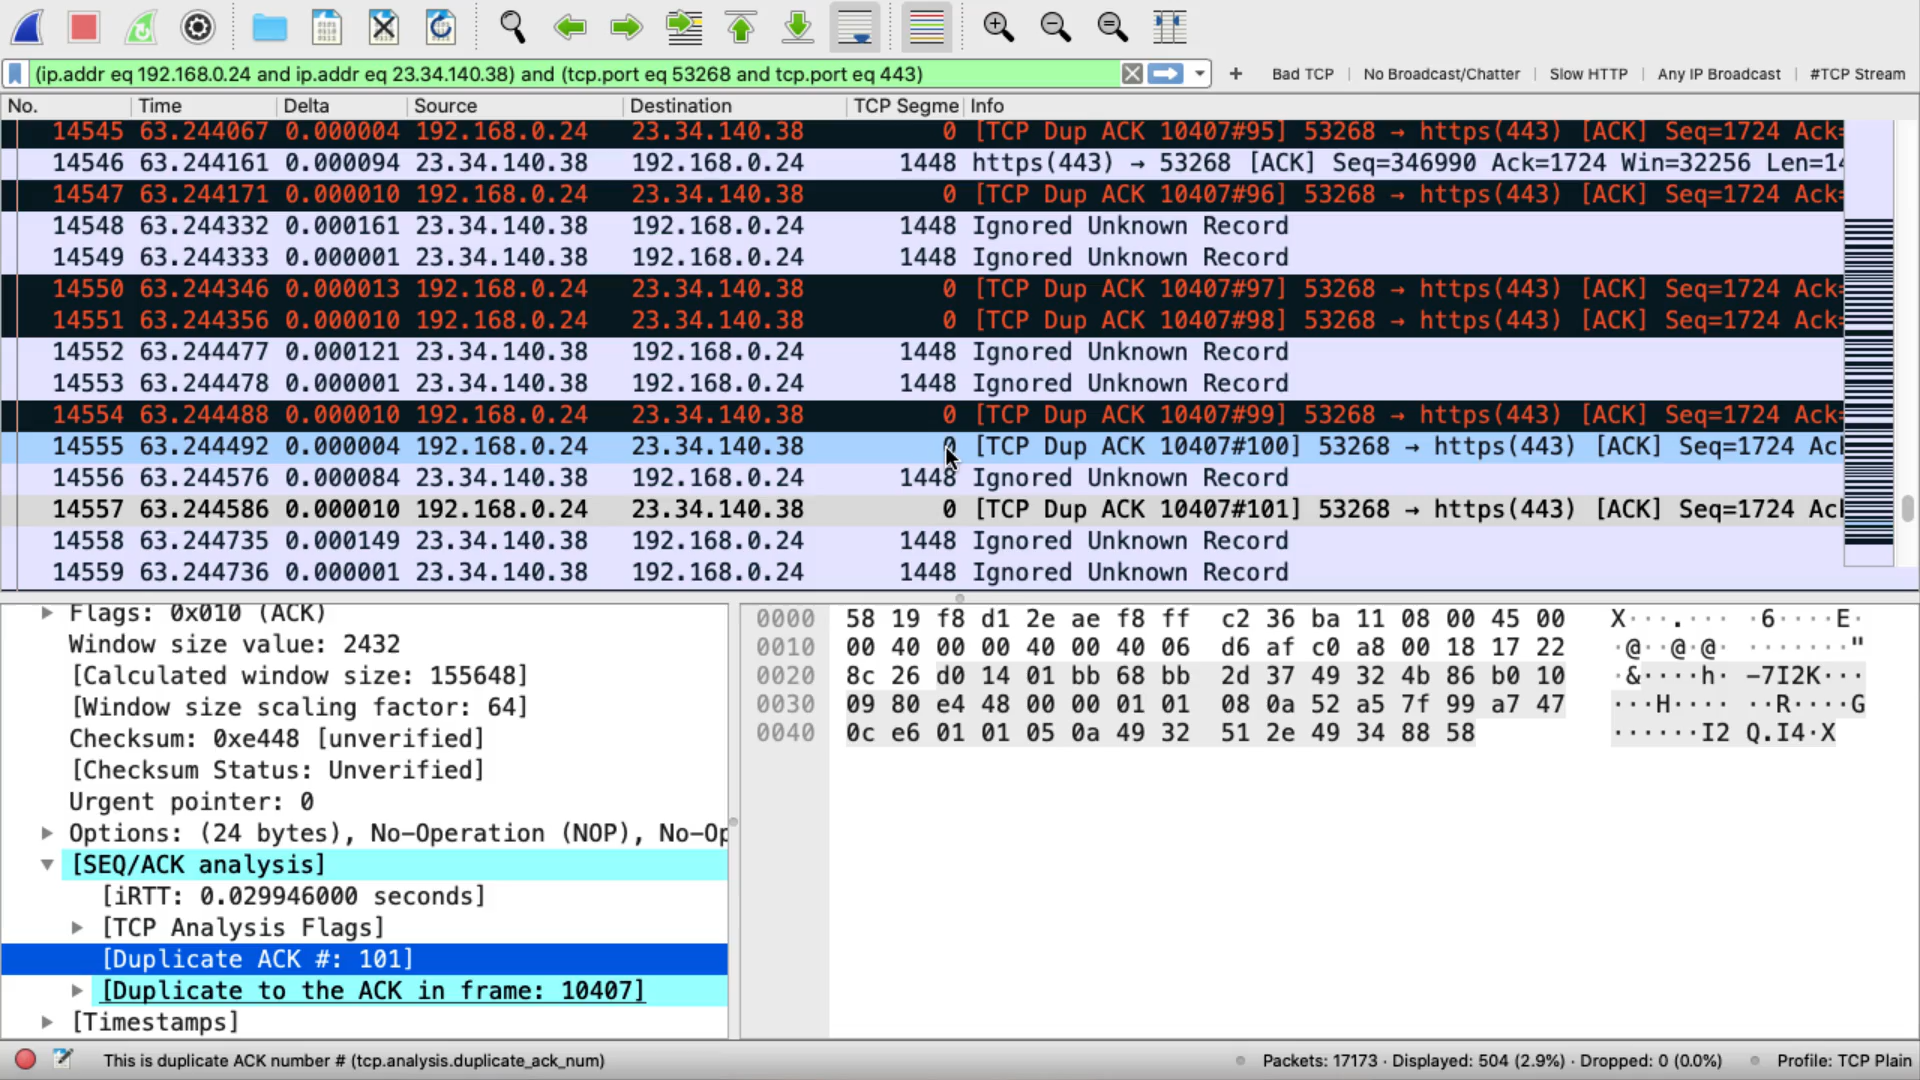 (ip.addr eq 192.168.0.24 and ip.addr eq 23.34.140.38) and (tcp.port eq 53268 and tcp.port eq 443) + Bad TCP No Broadcast/Chatter Slow HTTP Any IP Broadcast #TCP Stream
No. Time Delta Source Destination TCP Segme Info
14545 63.244067 0.000004 192.168.0.24 23.34.140.38 0 [TCP Dup ACK 10407#95] 53268 → https(443) [ACK] Seq=1724 Ack=
14546 63.244161 0.000094 23.34.140.38 192.168.0.24 1448 https(443) → 53268 [ACK] Seq=346990 Ack=1724 Win=32256 Len=14
14547 63.244171 0.000010 192.168.0.24 23.34.140.38 0 [TCP Dup ACK 10407#96] 53268 → https(443) [ACK] Seq=1724 Ack=
14548 63.244332 0.000161 23.34.140.38 192.168.0.24 1448 Ignored Unknown Record
14549 63.244333 0.000001 23.34.140.38 192.168.0.24 1448 Ignored Unknown Record
14550 63.244346 0.000013 192.168.0.24 23.34.140.38 0 [TCP Dup ACK 10407#97] 53268 → https(443) [ACK] Seq=1724 Ack=
14551 63.244356 0.000010 192.168.0.24 23.34.140.38 0 [TCP Dup ACK 10407#98] 53268 → https(443) [ACK] Seq=1724 Ack=
14552 63.244477 0.000121 23.34.140.38 192.168.0.24 1448 Ignored Unknown Record
14553 63.244478 0.000001 23.34.140.38 192.168.0.24 1448 Ignored Unknown Record
14554 63.244488 0.000010 192.168.0.24 23.34.140.38 0 [TCP Dup ACK 10407#99] 53268 → https(443) [ACK] Seq=1724 Ack=
14555 63.244492 0.000004 192.168.0.24 23.34.140.38 0 [TCP Dup ACK 10407#100] 53268 → https(443) [ACK] Seq=1724 Ack
14556 63.244576 0.000084 23.34.140.38 192.168.0.24 1448 Ignored Unknown Record
14557 63.244586 0.000010 192.168.0.24 23.34.140.38 0 [TCP Dup ACK 10407#101] 53268 → https(443) [ACK] Seq=1724 Ack
14558 63.244735 0.000149 23.34.140.38 192.168.0.24 1448 Ignored Unknown Record
14559 63.244736 0.000001 23.34.140.38 192.168.0.24 1448 Ignored Unknown Record
Flags: 0x010 (ACK)
Window size value: 2432
[Calculated window size: 155648]
[Window size scaling factor: 64]
Checksum: 0xe448 [unverified]
[Checksum Status: Unverified]
Urgent pointer: 0
Options: (24 bytes), No-Operation (NOP), No-Op
[SEQ/ACK analysis]
[iRTT: 0.029946000 seconds]
[TCP Analysis Flags]
[Duplicate ACK #: 101]
[Duplicate to the ACK in frame: 10407]
[Timestamps]
0000 58 19 f8 d1 2e ae f8 ff c2 36 ba 11 08 00 45 00 X···.··· ·6····E·
0010 00 40 00 00 40 00 40 06 d6 af c0 a8 00 18 17 22 ·@··@·@· ·······"
0020 8c 26 d0 14 01 bb 68 bb 2d 37 49 32 4b 86 b0 10 ·&····h· -7I2K···
0030 09 80 e4 48 00 00 01 01 08 0a 52 a5 7f 99 a7 47 ···H···· ··R····G
0040 0c e6 01 01 05 0a 49 32 51 2e 49 34 88 58 ······I2 Q.I4·X
This is duplicate ACK number # (tcp.analysis.duplicate_ack_num) Packets: 17173 · Displayed: 504 (2.9%) · Dropped: 0 (0.0%) Profile: TCP Plain